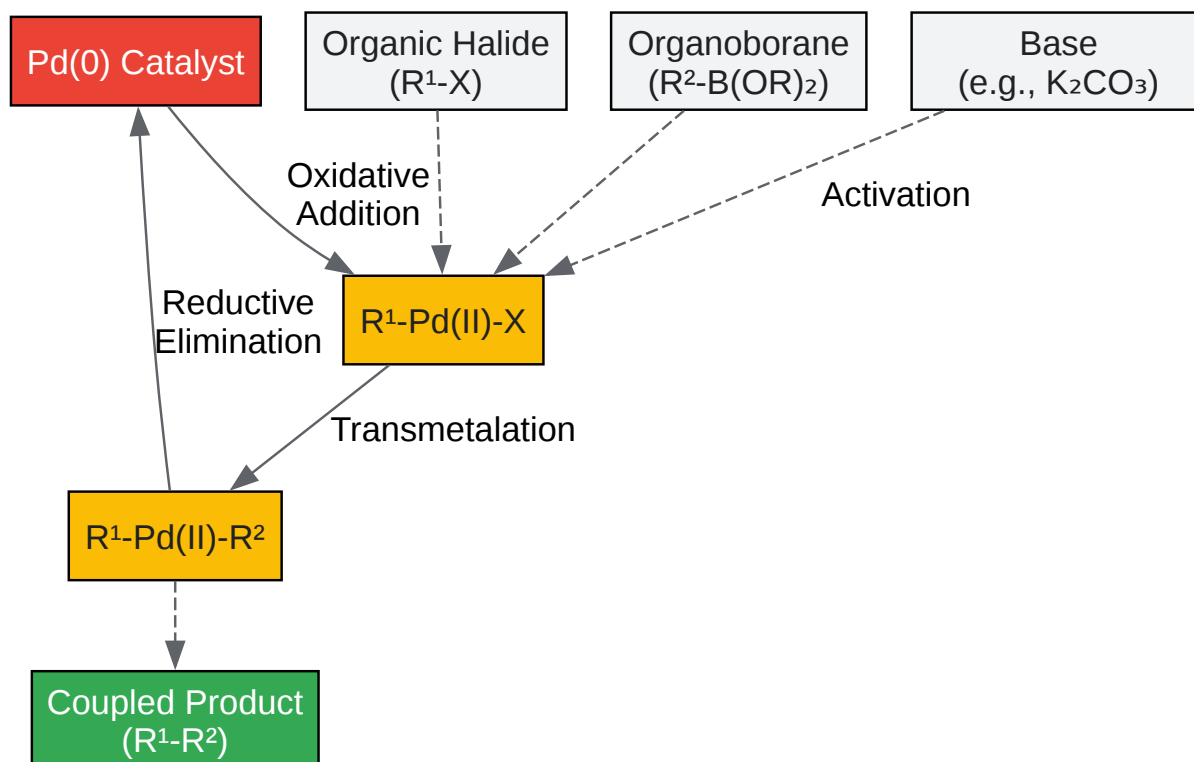 Pd(0) Catalyst
Organic Halide
(R¹-X)
Organoborane
(R²-B(OR)₂)
Base
(e.g., K₂CO₃)
Oxidative
Addition
Activation
Reductive
Elimination
R¹-Pd(II)-X
Transmetalation
R¹-Pd(II)-R²
Coupled Product
(R¹-R²)